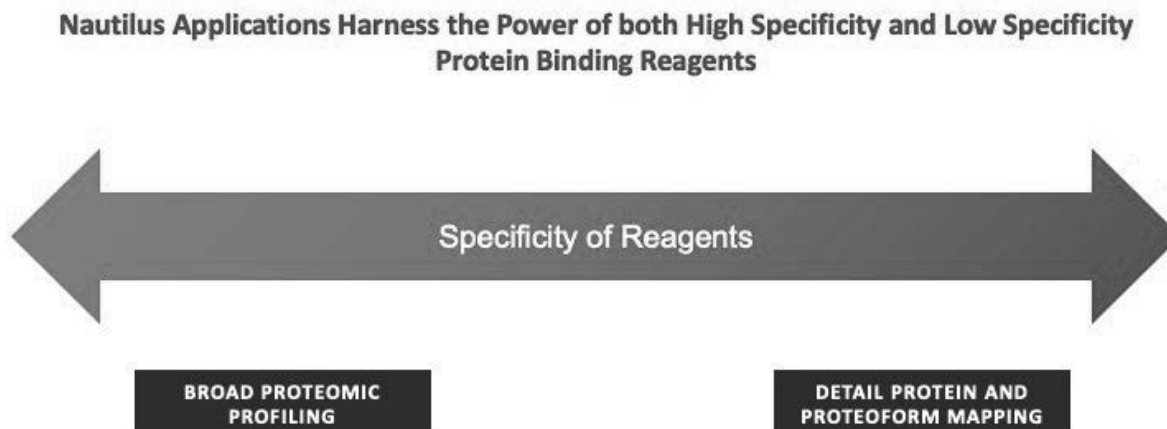 Nautilus Applications Harness the Power of both High Specificity and Low Specificity
Protein Binding Reagents
Specificity of Reagents
BROAD PROTEOMIC
PROFILING
DETAIL PROTEIN AND
PROTEOFORM MAPPING